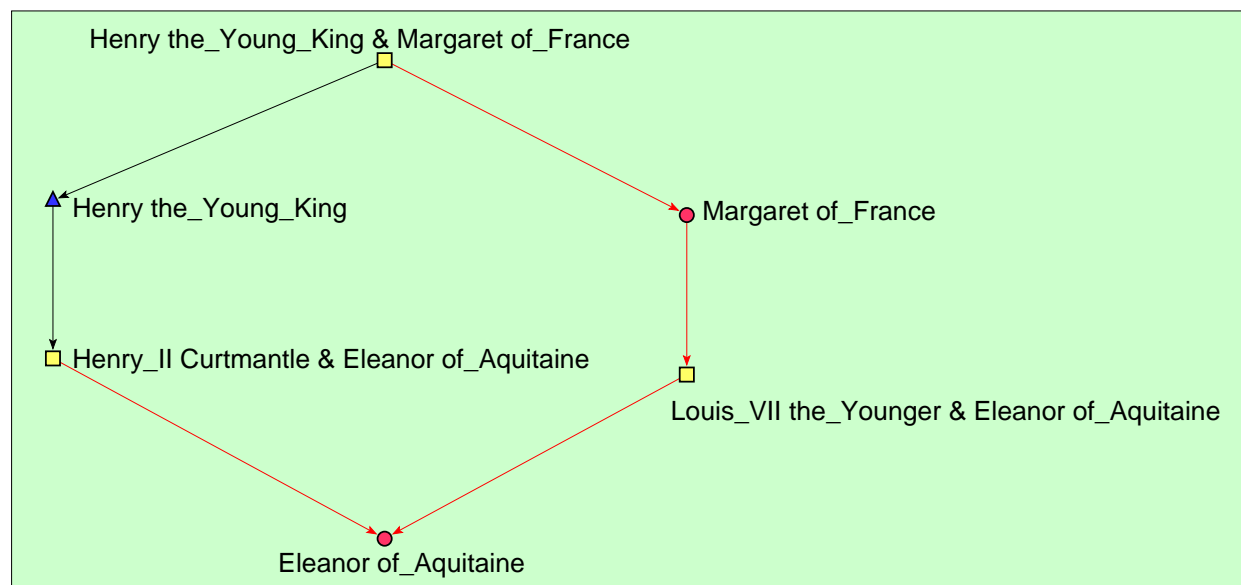 Henry the_Young_King & Margaret of_France
Henry the_Young_King
Margaret of_France
Henry_II Curtmantle & Eleanor of_Aquitaine
Louis_VII the_Younger & Eleanor of_Aquitaine
Eleanor of_Aquitaine